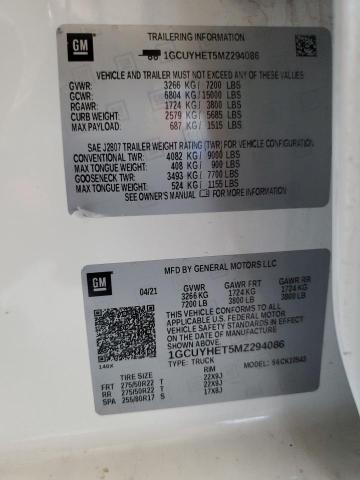 GM
TRAILERING INFORMATION
1GCUYHET5MZ294086
VEHICLE AND TRAILER MUST NOT EXCEED ANY OF THESE WEIGHTS
GVWR: 3266 KG/ 7200 LBS
GCWR: 6804 KG/ 15000 LBS
RGAWR: 1724 KG/ 3800 LBS
CURB WEIGHT: 2579 KG/ 5685 LBS
MAX PAYLOAD: 687 KG/ 1515 LBS
SAE J2807 TRAILER WEIGHT RATING (TWR) FOR VEHICLE CONFIGURATION
CONVENTIONAL TWR: 4082 KG/ 9000 LBS
MAX TONGUE WEIGHT: 408 KG/ 900 LBS
GOOSENECK TWR: 3493 KG/ 7700 LBS
MAX TONGUE WEIGHT: 524 KG/ 1155 LBS
SEE OWNER'S MANUAL FOR MORE INFORMATION
GM
MFD BY GENERAL MOTORS LLC
04/21
GVWR GAWR FRT GAWR RR
3266 KG 1724 KG 1724 KG
7200 LB 3800 LB 3800 LB
THIS VEHICLE CONFORMS TO ALL APPLICABLE
U.S. FEDERAL MOTOR VEHICLE SAFETY
STANDARDS IN EFFECT ON THE
DATE OF MANUFACTURE
SHOWN ABOVE.
1GCUYHET5MZ294086
TYPE: TRUCK MODEL:
TIRE SIZE RIM
FRT 275/50R22 T 22X9J
RR 275/50R22 T 22X9J
SPA 255/80R17 S 17X8J